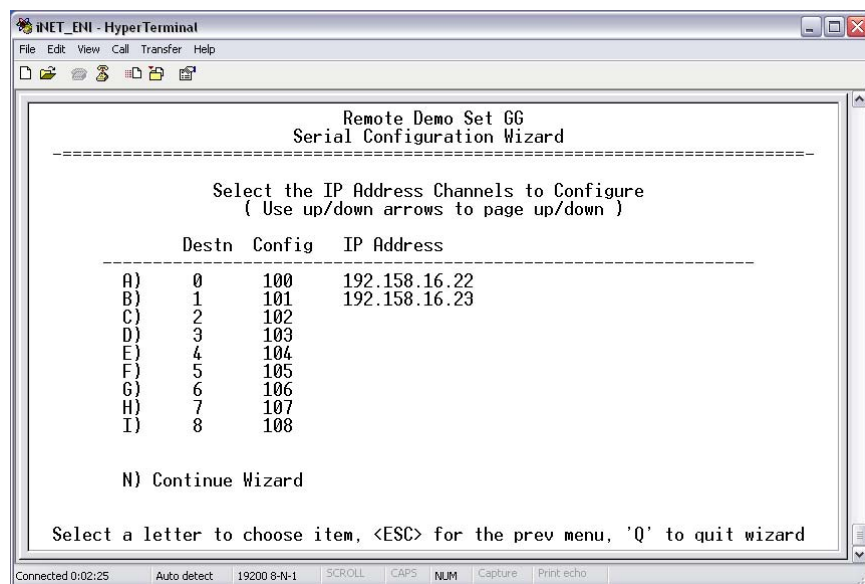 iNET_ENI - HyperTerminal
File Edit View Call Transfer Help
Remote Demo Set GG
Serial Configuration Wizard
-==========================================================================-
Select the IP Address Channels to Configure
( Use up/down arrows to page up/down )
Destn Config IP Address
-----------------------------------------------------------------
A) 0 100 192.158.16.22
B) 1 101 192.158.16.23
C) 2 102
D) 3 103
E) 4 104
F) 5 105
G) 6 106
H) 7 107
I) 8 108
N) Continue Wizard
Select a letter to choose item, <ESC> for the prev menu, 'Q' to quit wizard
Connected 0:02:25 Auto detect 19200 8-N-1 SCROLL CAPS NUM Capture Print echo